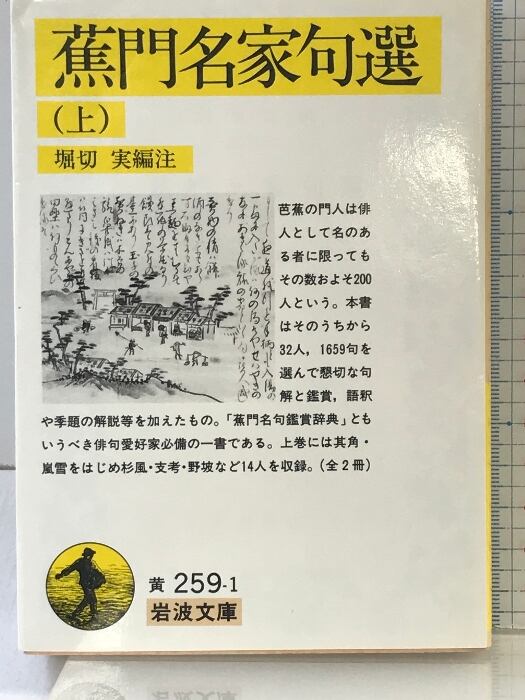 蕉門名家句選
(上)
堀切 実編注
芭蕉の門人は俳
人として名のあ
る者に限っても
その数およそ200
人という。本書
はそのうちから
32人，1659句を
選んで懇切な句
解と鑑賞，語釈
や季題の解説等を加えたもの。「蕉門名句鑑賞辞典」とも
いうべき俳句愛好家必備の一書である。上巻には其角・
嵐雪をはじめ杉風・支考・野坡など14人を収録。(全2冊)
黄 259-1
岩波文庫